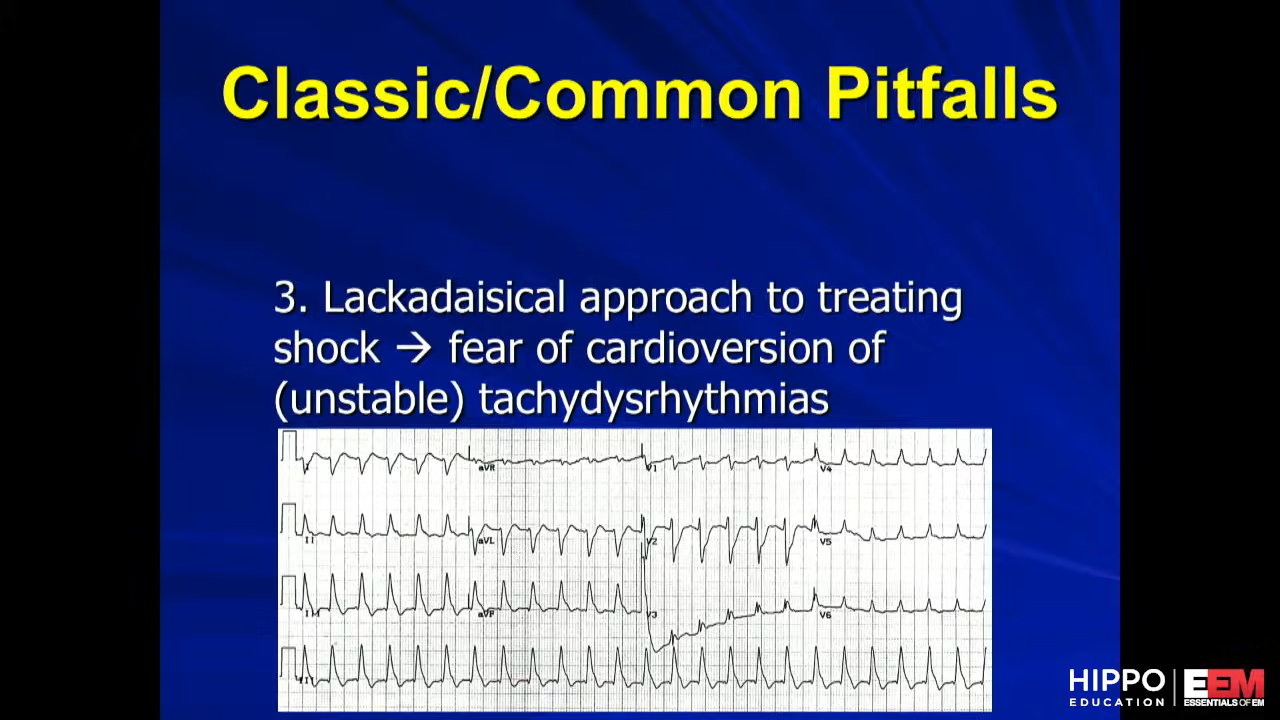 Classic/Common Pitfalls
3. Lackadaisical approach to treating
shock → fear of cardioversion of
(unstable) tachydysrhythmias
I aVR V1 V4
II aVL V2 V5
III aVF V3 V6
III
HIPPO
EDUCATION
EEM
ESSENTIALS OF EM